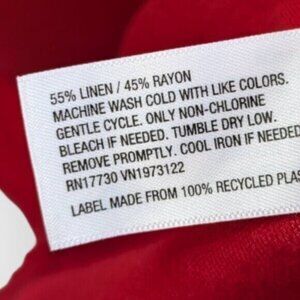 55% LINEN / 45% RAYON
MACHINE WASH COLD WITH LIKE COLORS.
GENTLE CYCLE. ONLY NON-CHLORINE
BLEACH IF NEEDED. TUMBLE DRY LOW.
REMOVE PROMPTLY. COOL IRON IF NEEDED
RN17730 VN1973122
LABEL MADE FROM 100% RECYCLED PLAS